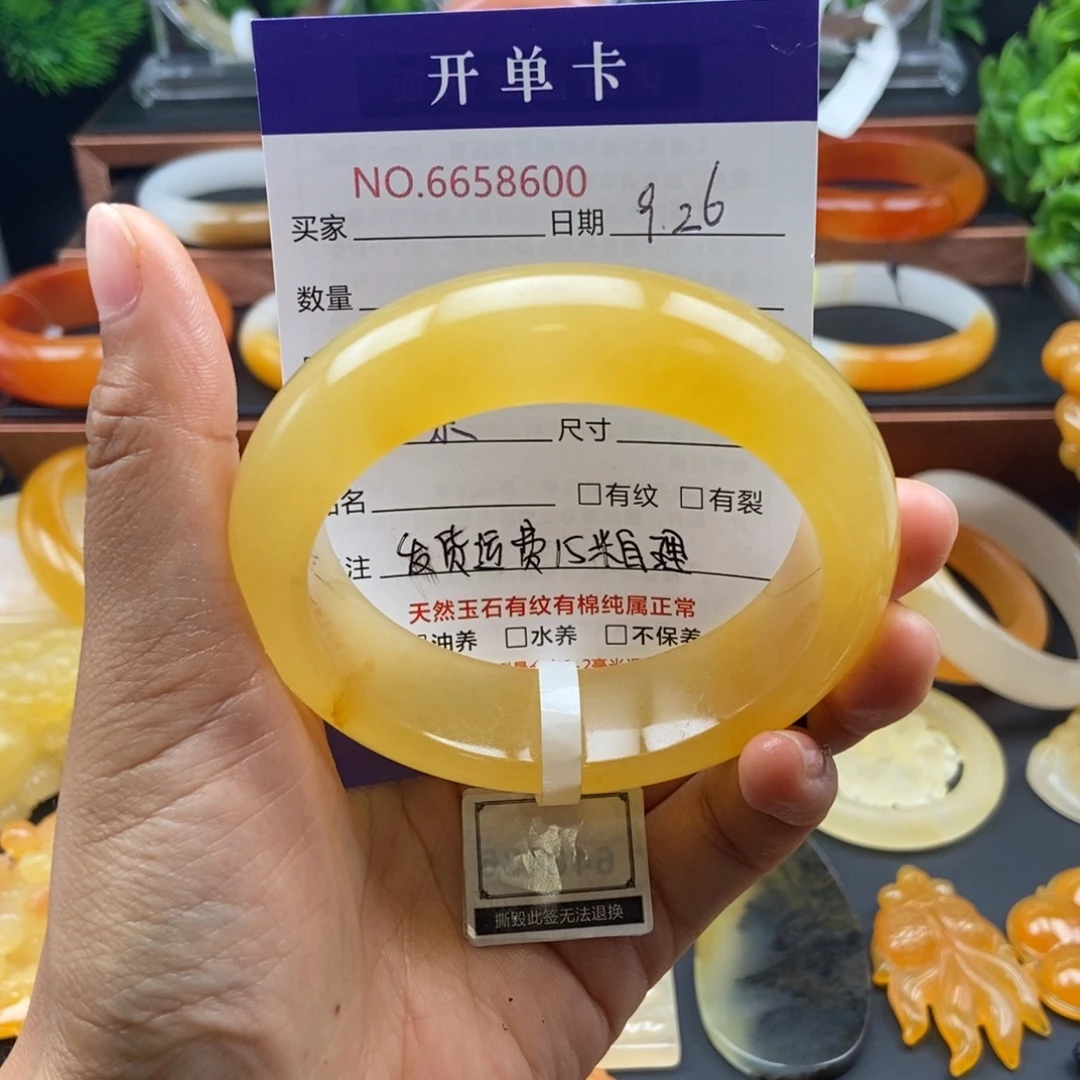 开单卡
NO.6658600
买家 日期 9.26
数量
尺寸
名 □有纹 □有裂
注 发货运费15米自理
天然玉石有纹有棉纯属正常
油养 □水养 □不保养
撕毁此签无法退换